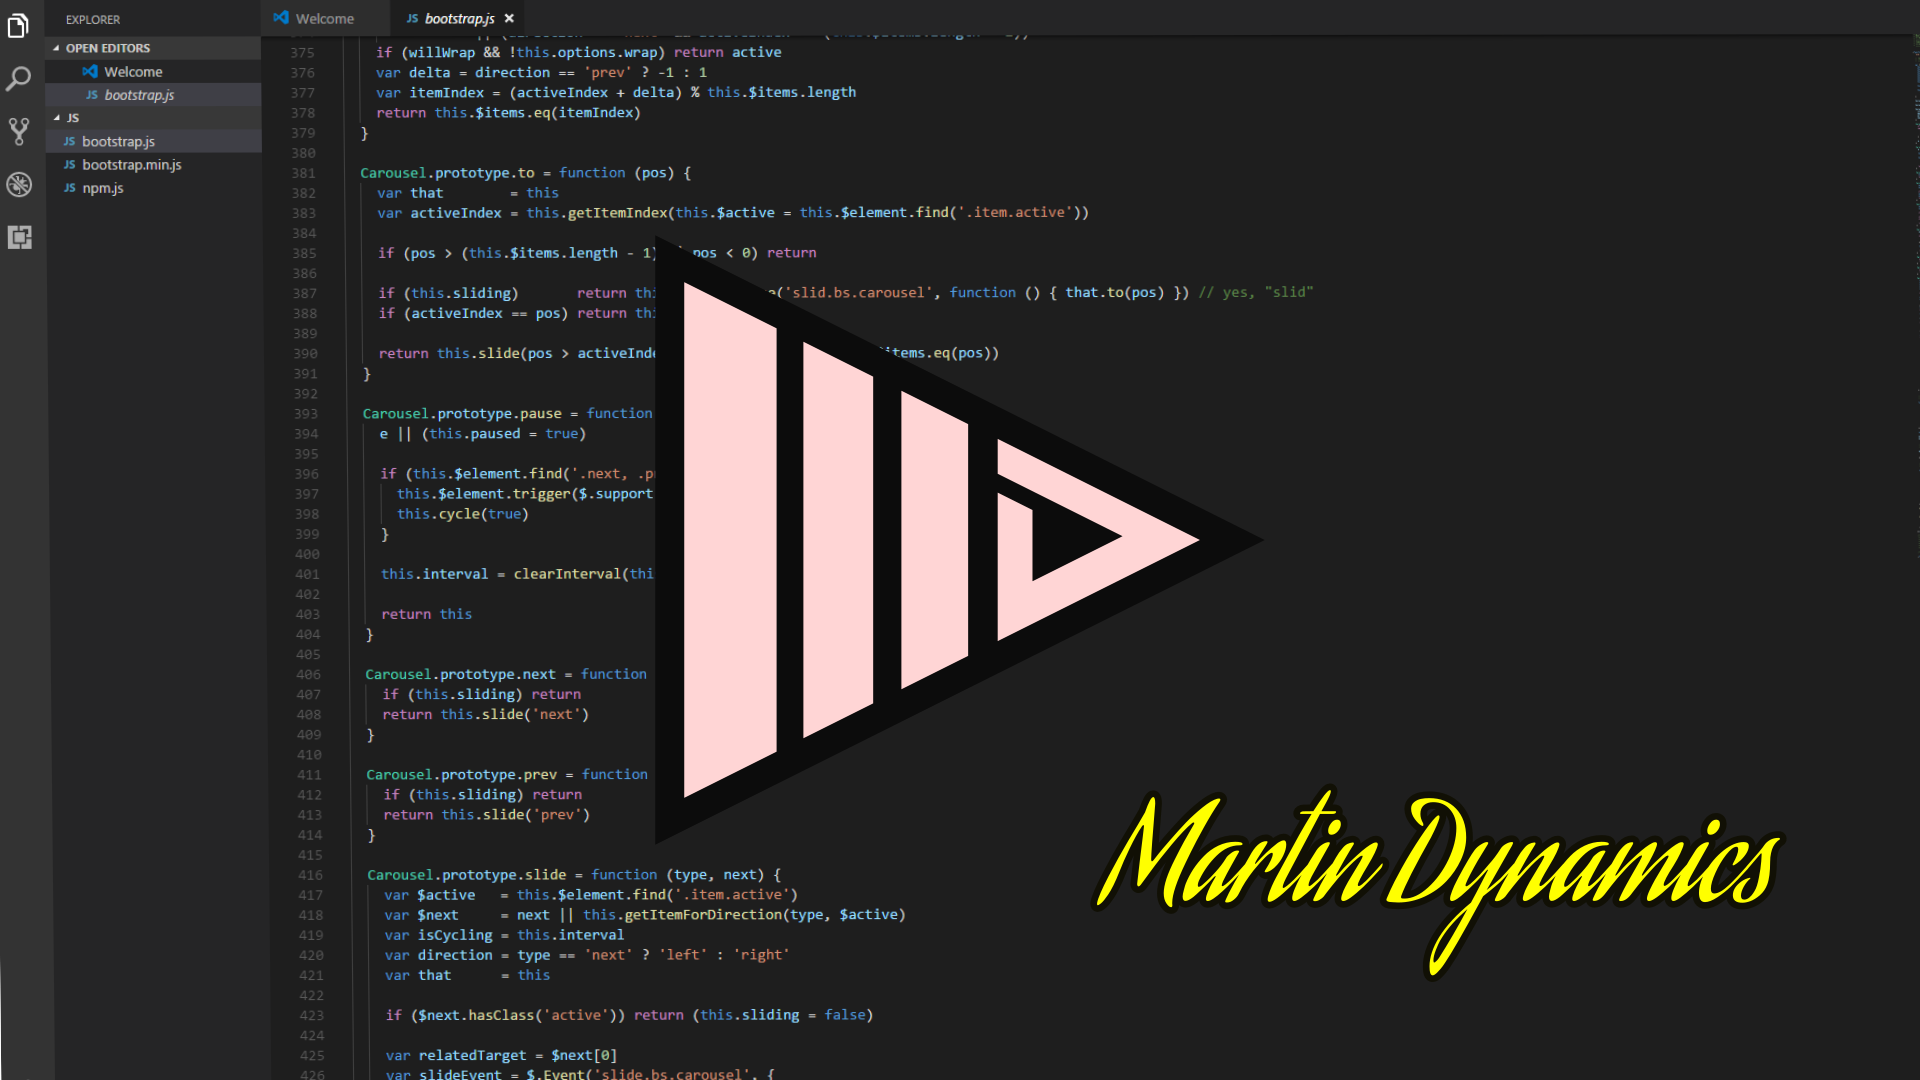 EXPLORER
OPEN EDITORS
Welcome
JS bootstrap.js
JS
JS bootstrap.js
JS bootstrap.min.js
JS npm.js
Welcome
JS bootstrap.js ×
375 if (willWrap && !this.options.wrap) return active
376 var delta = direction == 'prev' ? -1 : 1
377 var itemIndex = (activeIndex + delta) % this.$items.length
378 return this.$items.eq(itemIndex)
379 }
380
381 Carousel.prototype.to = function (pos) {
382 var that = this
383 var activeIndex = this.getItemIndex(this.$active = this.$element.find('.item.active'))
384
385 if (pos > (this.$items.length - 1) pos < 0) return
386
387 if (this.sliding) return thi e('slid.bs.carousel', function () { that.to(pos) }) // yes, "slid"
388 if (activeIndex == pos) return thi
389
390 return this.slide(pos > activeInde items.eq(pos))
391 }
392
393 Carousel.prototype.pause = function
394 e || (this.paused = true)
395
396 if (this.$element.find('.next, .pr
397 this.$element.trigger($.support
398 this.cycle(true)
399 }
400
401 this.interval = clearInterval(thi
402
403 return this
404 }
405
406 Carousel.prototype.next = function
407 if (this.sliding) return
408 return this.slide('next')
409 }
410
411 Carousel.prototype.prev = function
412 if (this.sliding) return
413 return this.slide('prev')
414 }
415
416 Carousel.prototype.slide = function (type, next) {
417 var $active = this.$element.find('.item.active')
418 var $next = next || this.getItemForDirection(type, $active)
419 var isCycling = this.interval
420 var direction = type == 'next' ? 'left' : 'right'
421 var that = this
422
423 if ($next.hasClass('active')) return (this.sliding = false)
424
425 var relatedTarget = $next[0]
426 var slideEvent = $.Event('slide.bs.carousel', {
Martin Dynamics